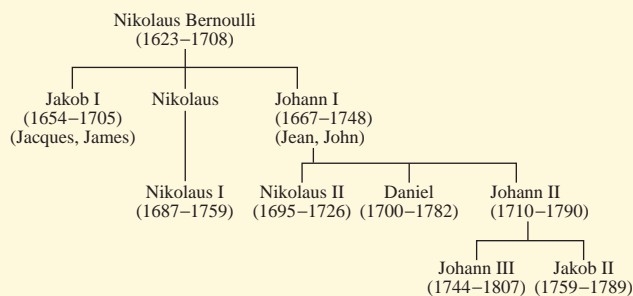 Nikolaus Bernoulli
(1623–1708)
Jakob I
(1654–1705)
(Jacques, James)
Nikolaus
Johann I
(1667–1748)
(Jean, John)
Nikolaus I
(1687–1759)
Nikolaus II
(1695–1726)
Daniel
(1700–1782)
Johann II
(1710–1790)
Johann III
(1744–1807)
Jakob II
(1759–1789)